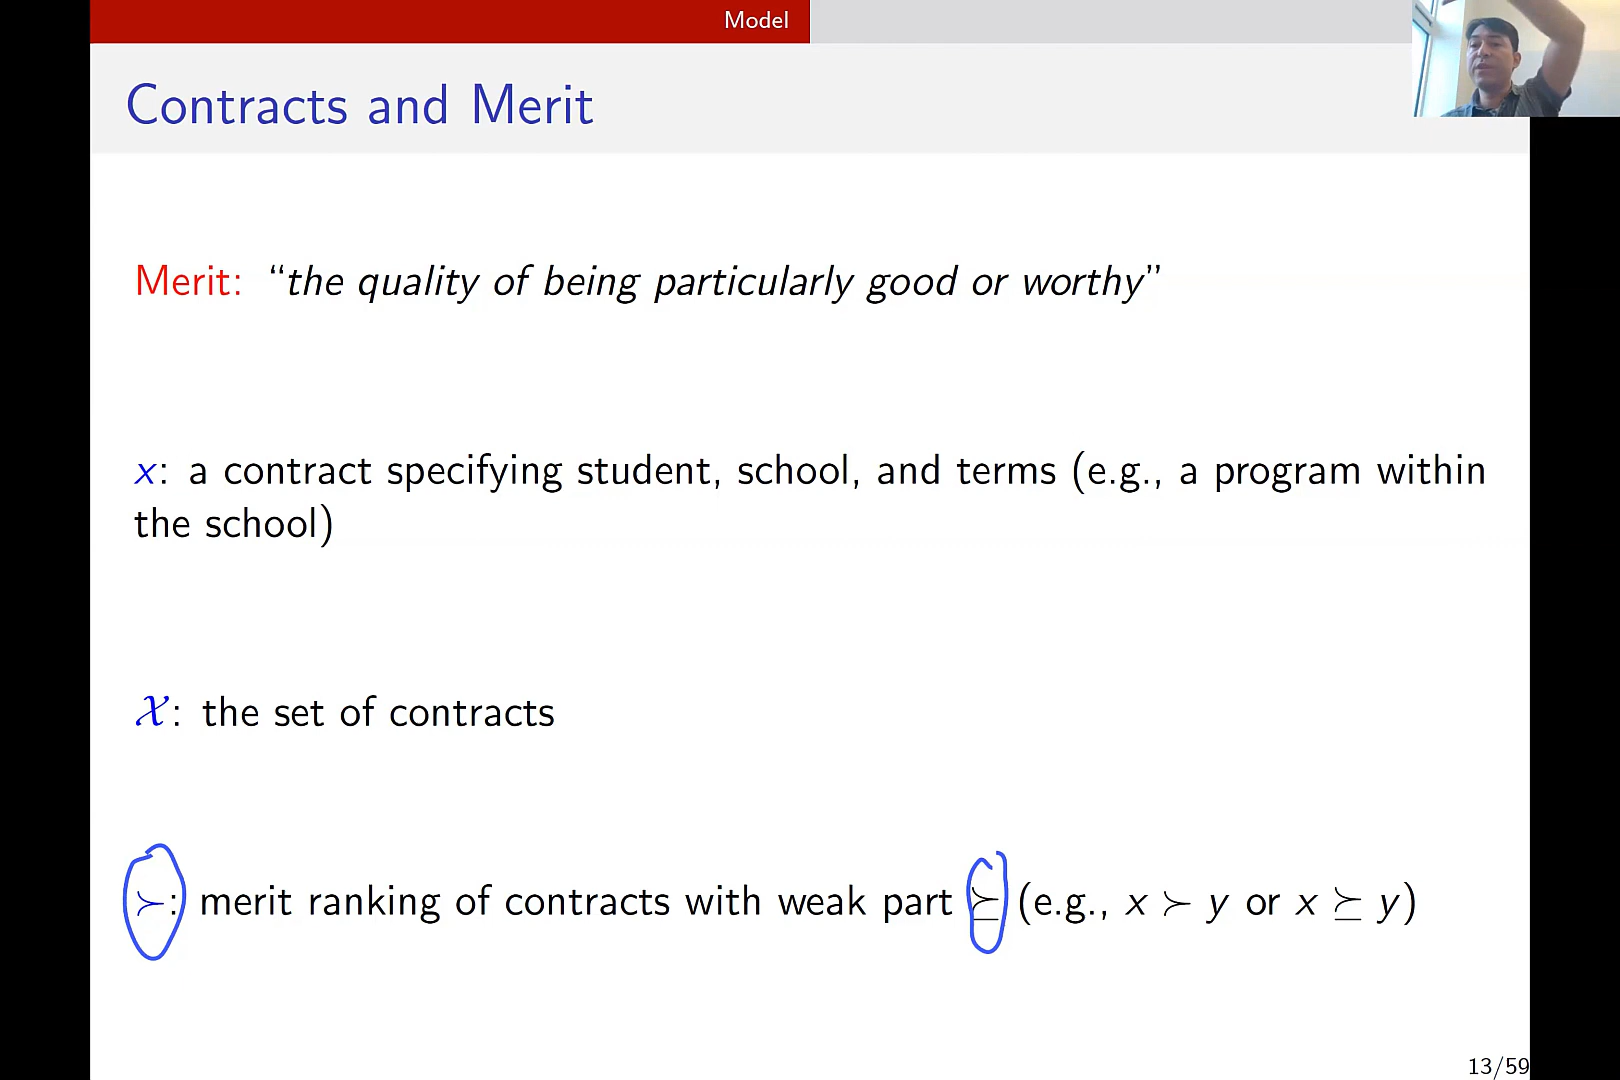 Model
Contracts and Merit
Merit: “the quality of being particularly good or worthy”
x: a contract specifying student, school, and terms (e.g., a program within
the school)
𝒳: the set of contracts
≻: merit ranking of contracts with weak part ⪰ (e.g., x ≻ y or x ⪰ y)
13/59